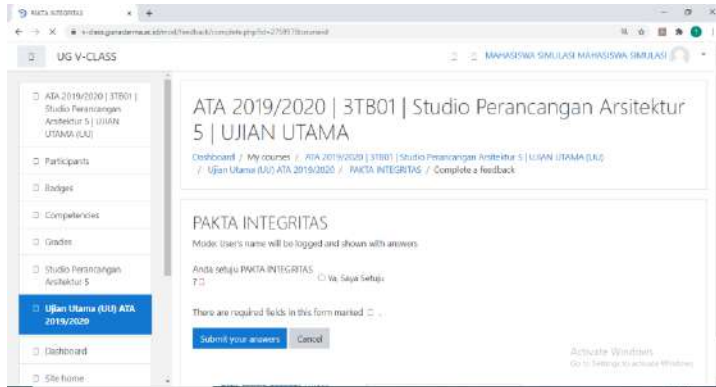 PAKTA INTEGRITAS
UG V-CLASS
MAHASISWA SIMULASI MAHASISWA SIMULASI
ATA 2019/2020 | 3TB01 |
Studio Perancangan
Arsitektur 5 | UJIAN
UTAMA (UU)
Participants
Badges
Competencies
Grades
Studio Perancangan
Arsitektur 5
Ujian Utama (UU) ATA
2019/2020
Dashboard
Site home
ATA 2019/2020 | 3TB01 | Studio Perancangan Arsitektur
5 | UJIAN UTAMA
Dashboard / My courses / ATA 2019/2020 | 3TB01 | Studio Perancangan Arsitektur 5 | UJIAN UTAMA (UU)
/ Ujian Utama (UU) ATA 2019/2020 / PAKTA INTEGRITAS / Complete a feedback
PAKTA INTEGRITAS
Mode: User's name will be logged and shown with answers
Anda setuju PAKTA INTEGRITAS
?
Ya, Saya Setuju
There are required fields in this form marked .
Submit your answers Cancel
Activate Windows
Go to Settings to activate Windows.